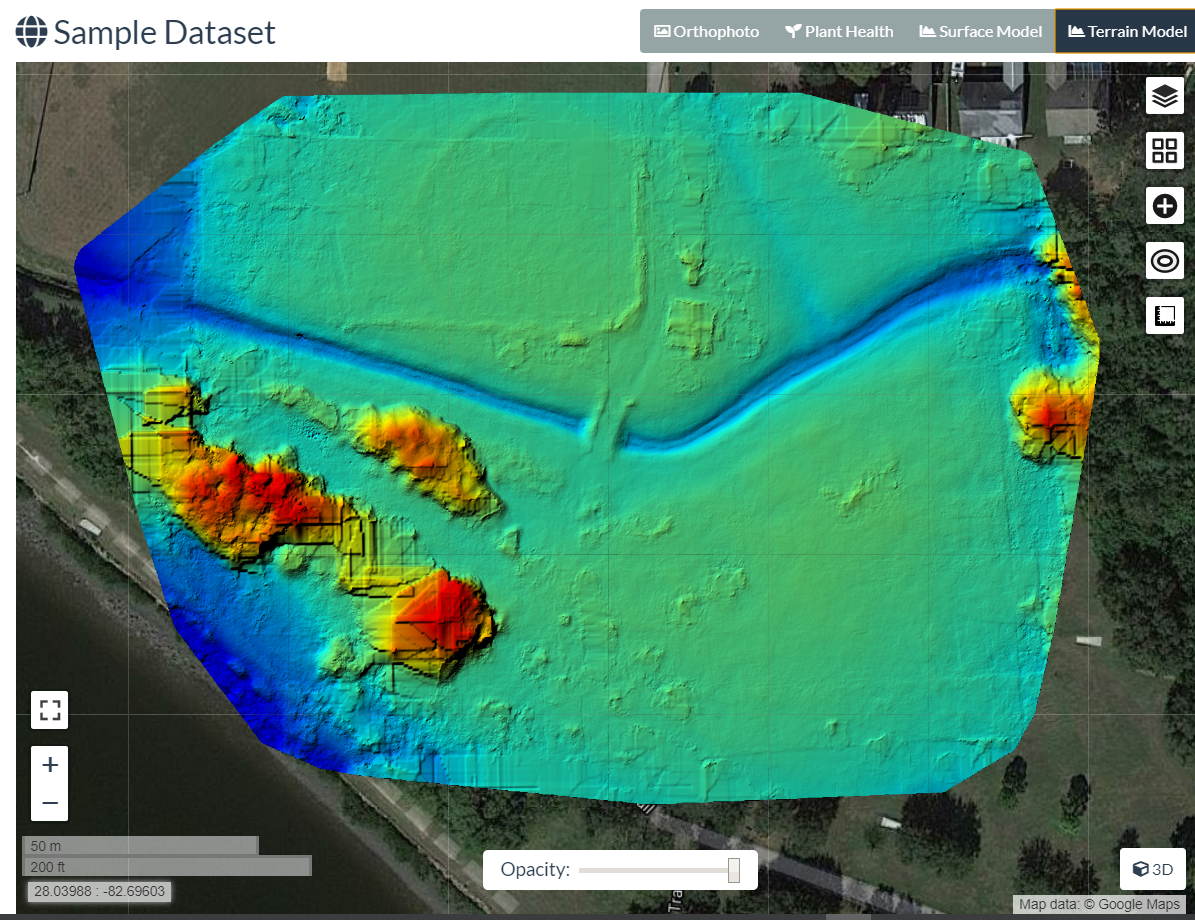 Sample Dataset
Orthophoto Plant Health Surface Model Terrain Model
50 m
200 ft
28.03988 : -82.69603
Opacity:
Tra
3D
Map data: © Google Maps